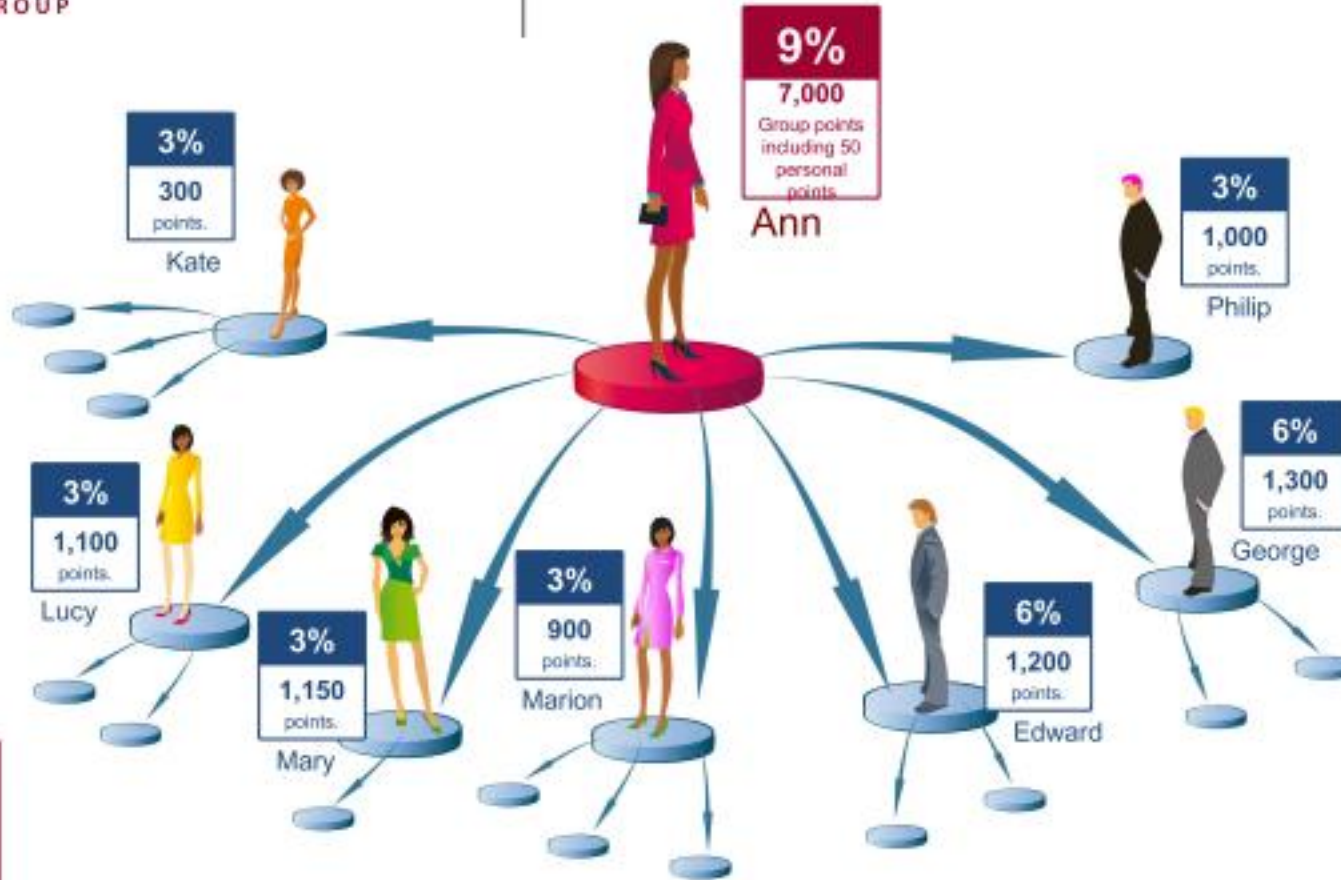 9%
7,000
Group points
including 50
personal
points
Ann
3%
300
points.
Kate
3%
1,000
points.
Philip
3%
1,100
points.
Lucy
3%
1,150
points.
Mary
3%
900
points.
Marion
6%
1,200
points.
Edward
6%
1,300
points.
George